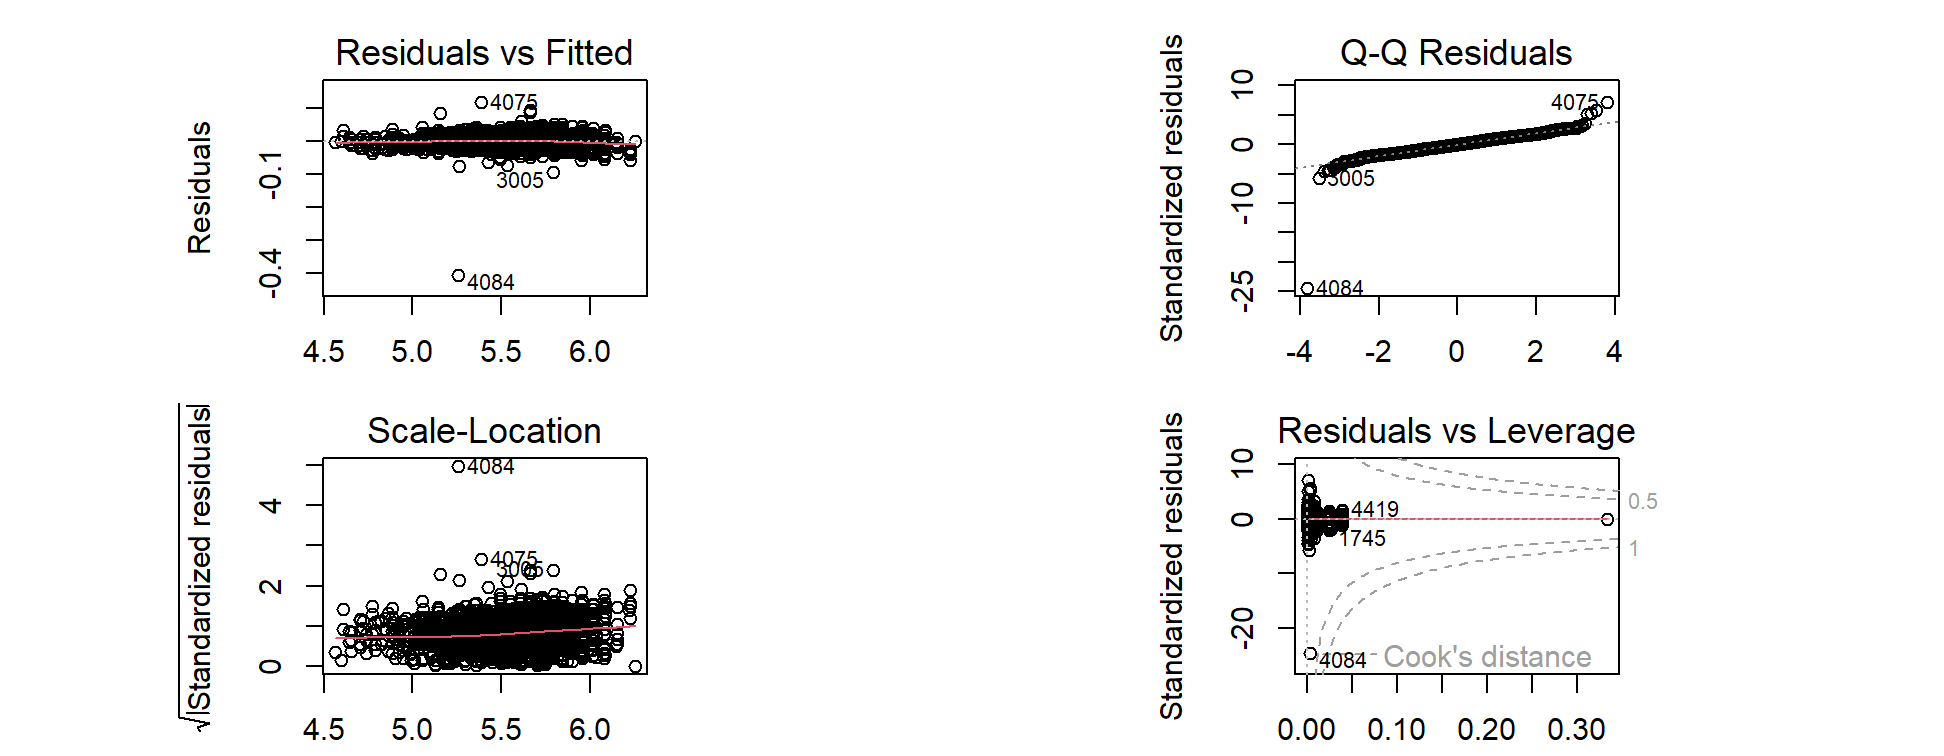 Residuals vs Fitted
Residuals
-0.1
-0.4
4075
3005
4084
4.5 5.0 5.5 6.0
Q-Q Residuals
Standardized residuals
10
0
-10
-25
4075
3005
4084
-4 -2 0 2 4
Scale-Location
√|Standardized residuals|
4
2
0
4084
4075
3005
4.5 5.0 5.5 6.0
Residuals vs Leverage
Standardized residuals
10
0
-20
4419
1745
0.5
1
4084
Cook's distance
0.00 0.10 0.20 0.30